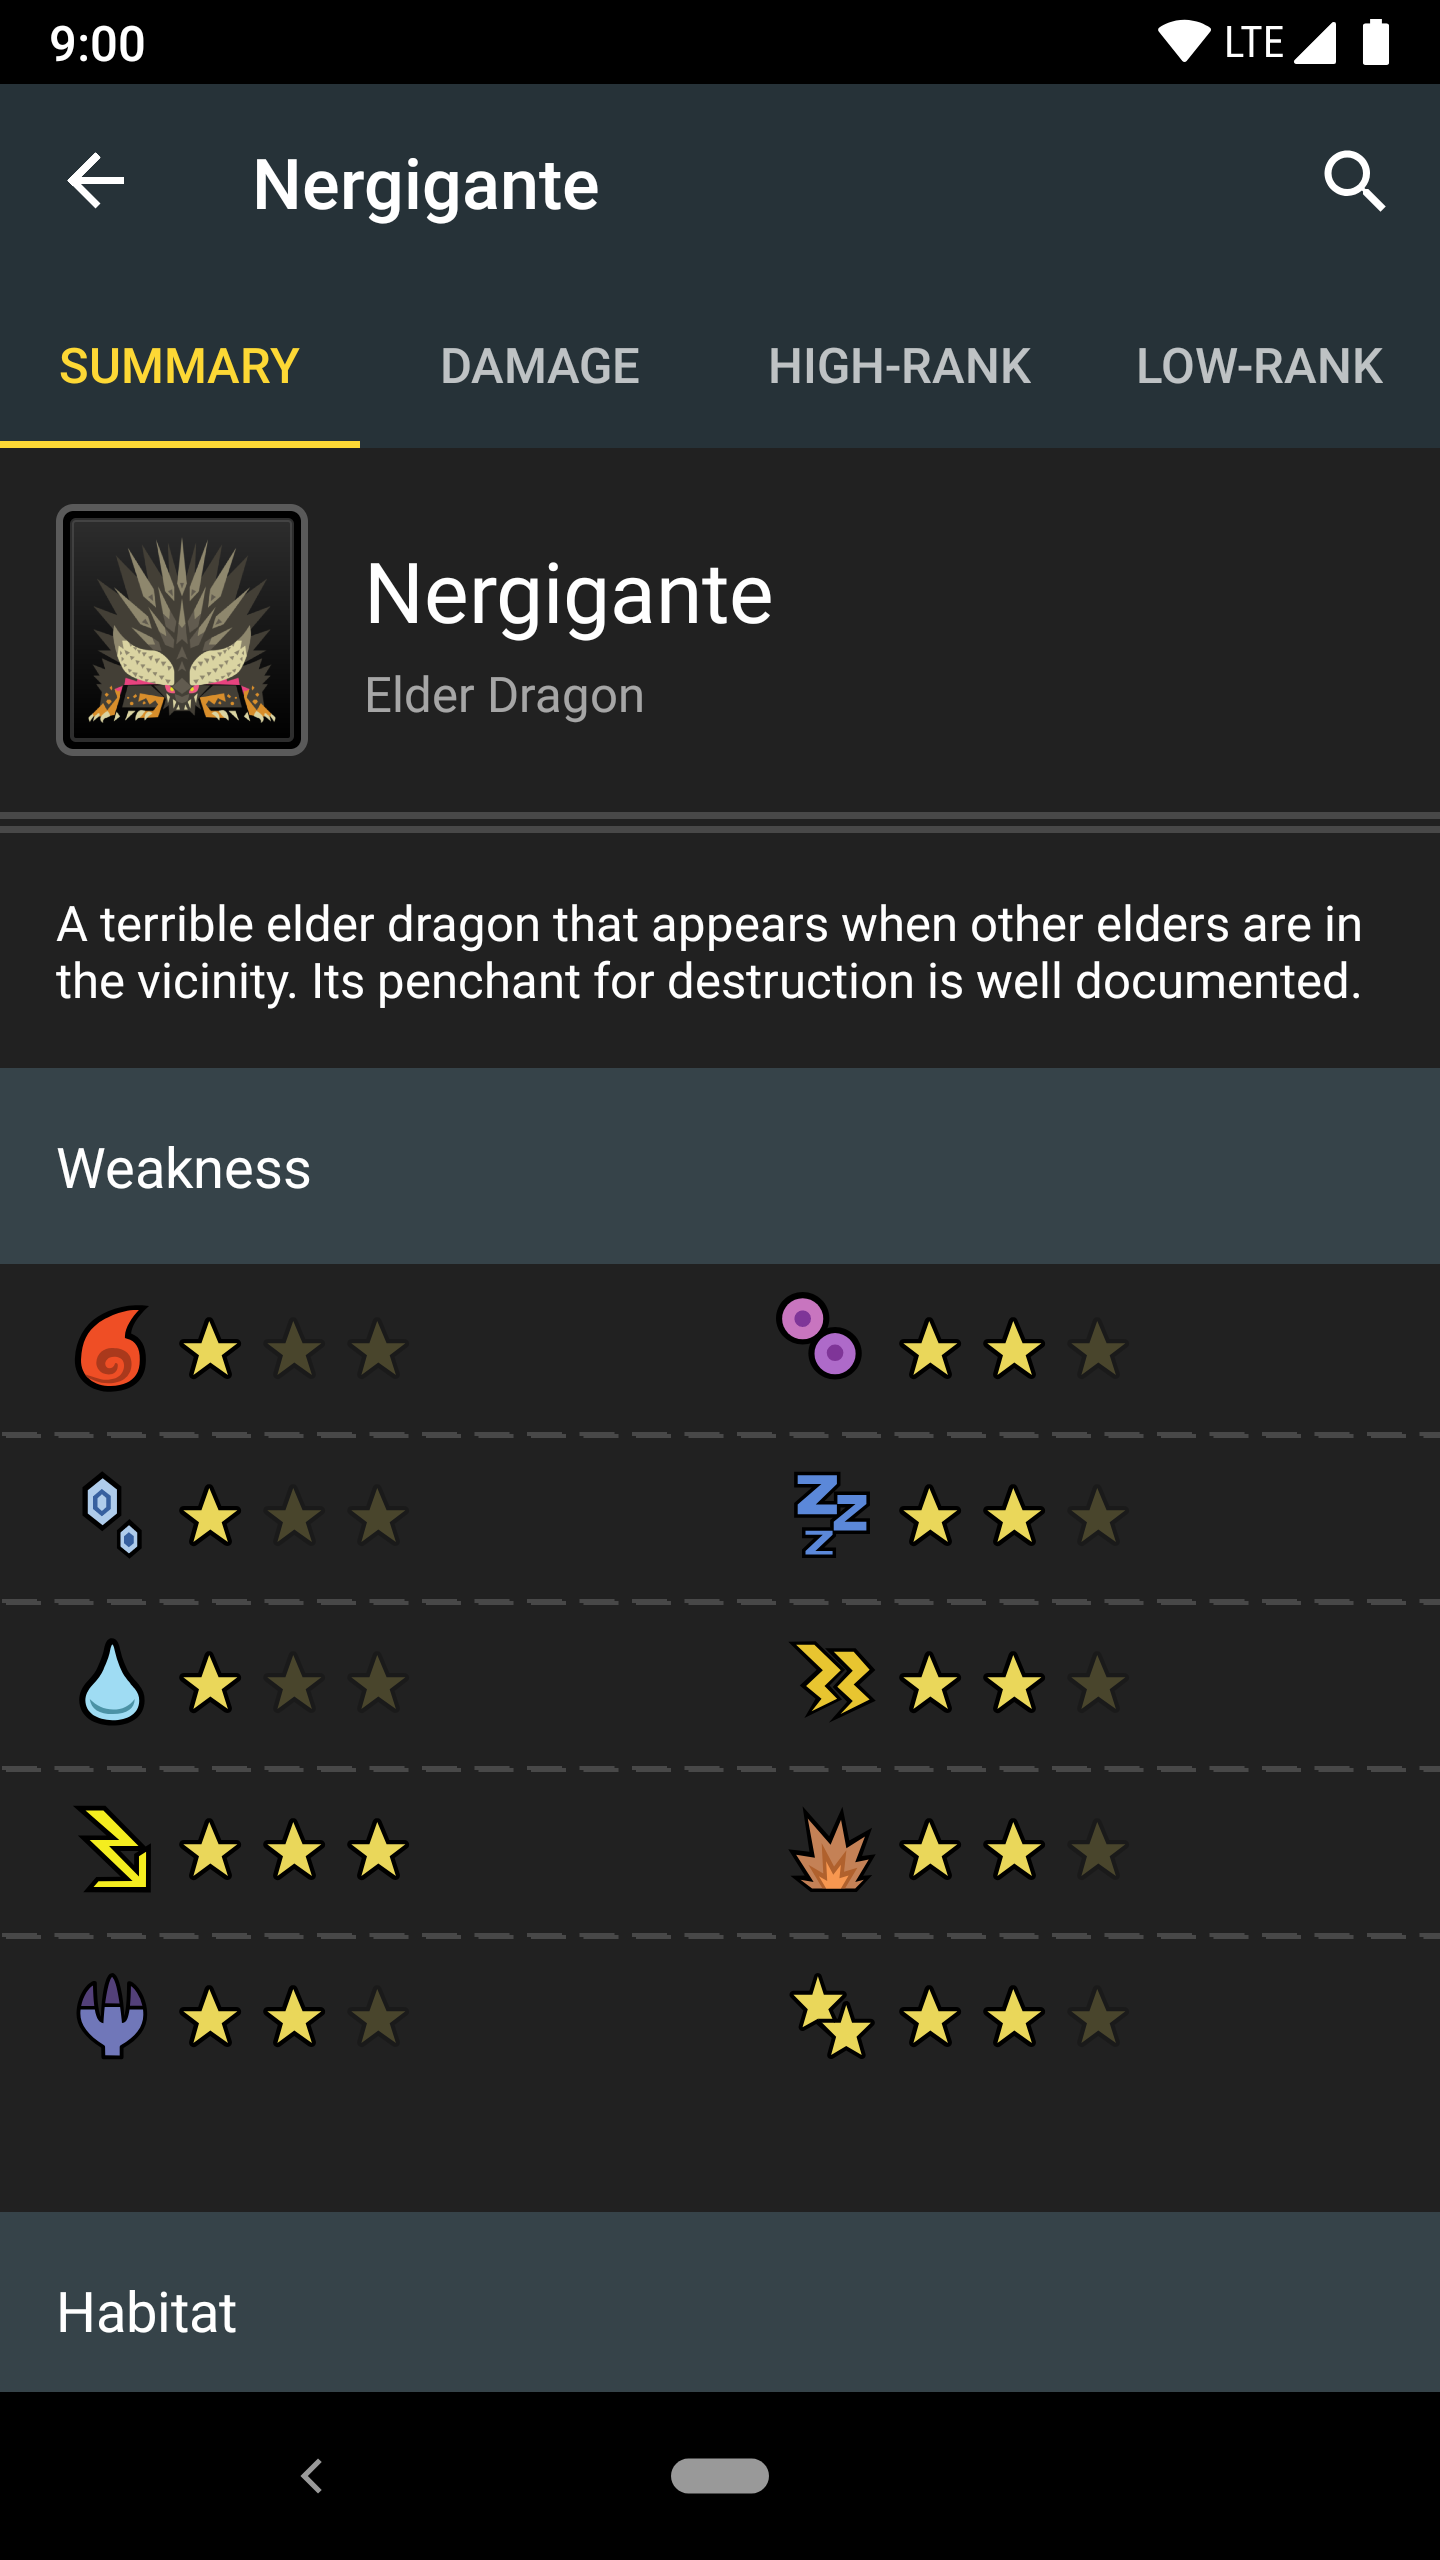 9:00
LTE
Nergigante
SUMMARY
DAMAGE
HIGH-RANK
LOW-RANK
Nergigante
Elder Dragon
A terrible elder dragon that appears when other elders are in
the vicinity. Its penchant for destruction is well documented.
Weakness
Habitat